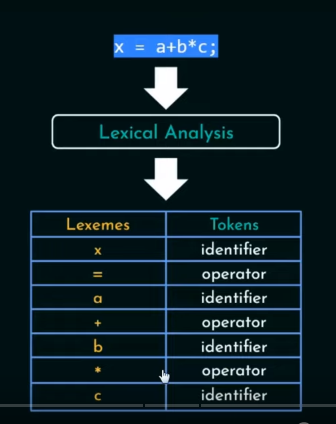 x = a+b*c;
Lexical Analysis
Lexemes Tokens
x identifier
= operator
a identifier
+ operator
b identifier
* operator
c identifier